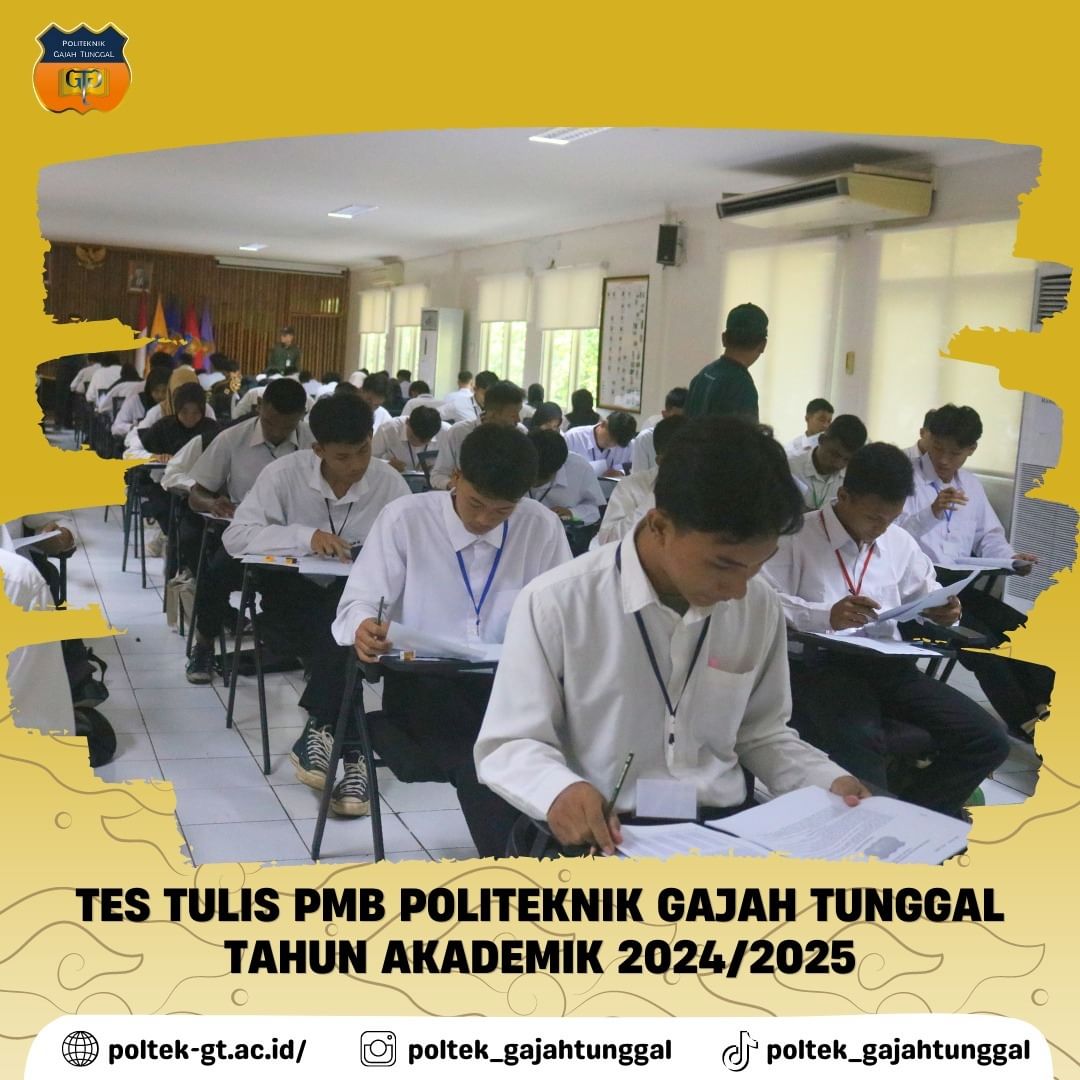 POLITEKNIK
GAJAH TUNGGAL
GTG
TES TULIS PMB POLITEKNIK GAJAH TUNGGAL
TAHUN AKADEMIK 2024/2025
poltek-gt.ac.id/
poltek_gajahtunggal
poltek_gajahtunggal